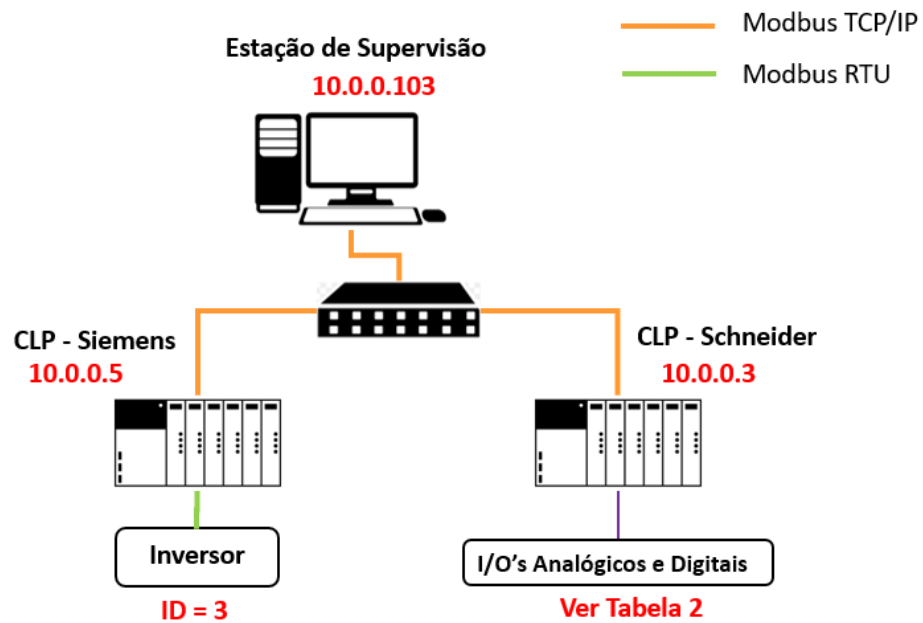 Modbus TCP/IP
Modbus RTU
Estação de Supervisão
10.0.0.103
CLP - Siemens
10.0.0.5
CLP - Schneider
10.0.0.3
Inversor
ID = 3
I/O's Analógicos e Digitais
Ver Tabela 2